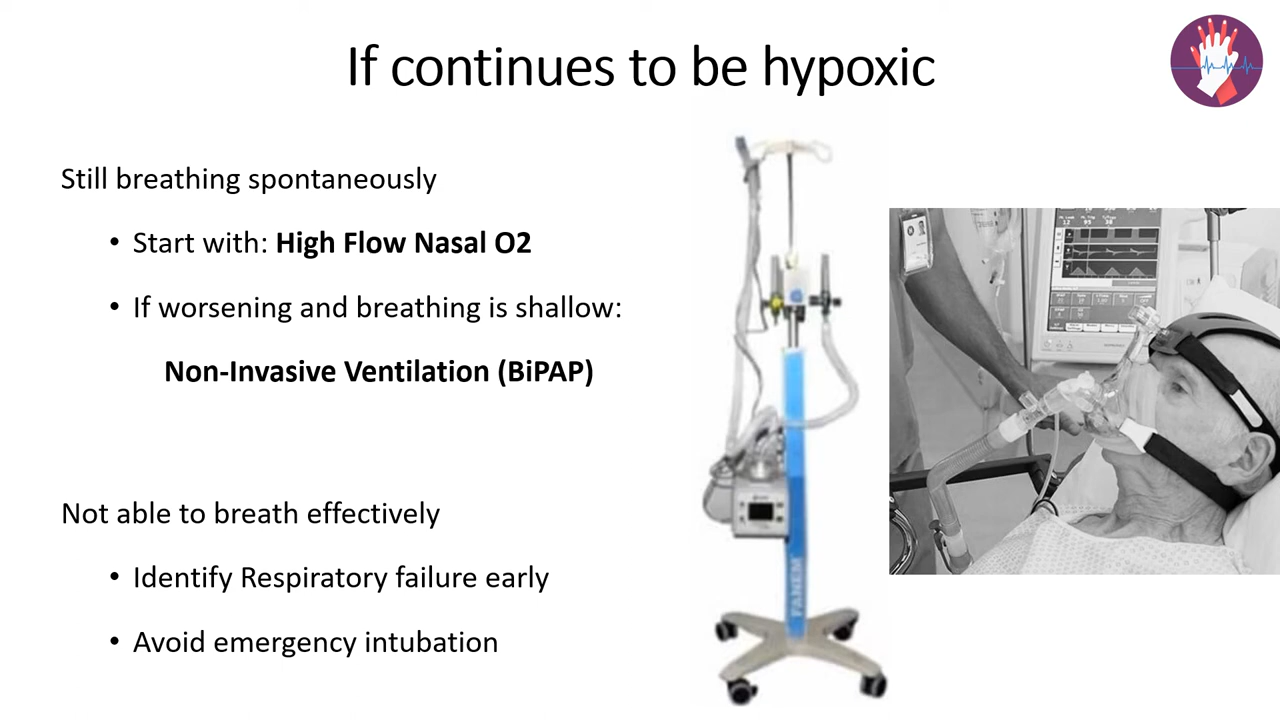 If continues to be hypoxic
Still breathing spontaneously
• Start with: High Flow Nasal O2
• If worsening and breathing is shallow:
Non-Invasive Ventilation (BiPAP)
Not able to breath effectively
• Identify Respiratory failure early
• Avoid emergency intubation
FANEM